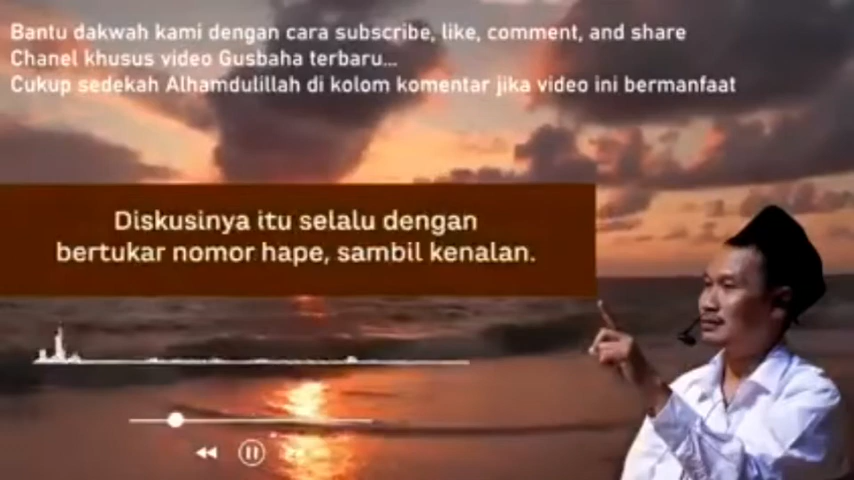 Bantu dakwah kami dengan cara subscribe, like, comment, and share
Chanel khusus video Gusbaha terbaru...
Cukup sedekah Alhamdulillah di kolom komentar jika video ini bermanfaat
Diskusinya itu selalu dengan
bertukar nomor hape, sambil kenalan.